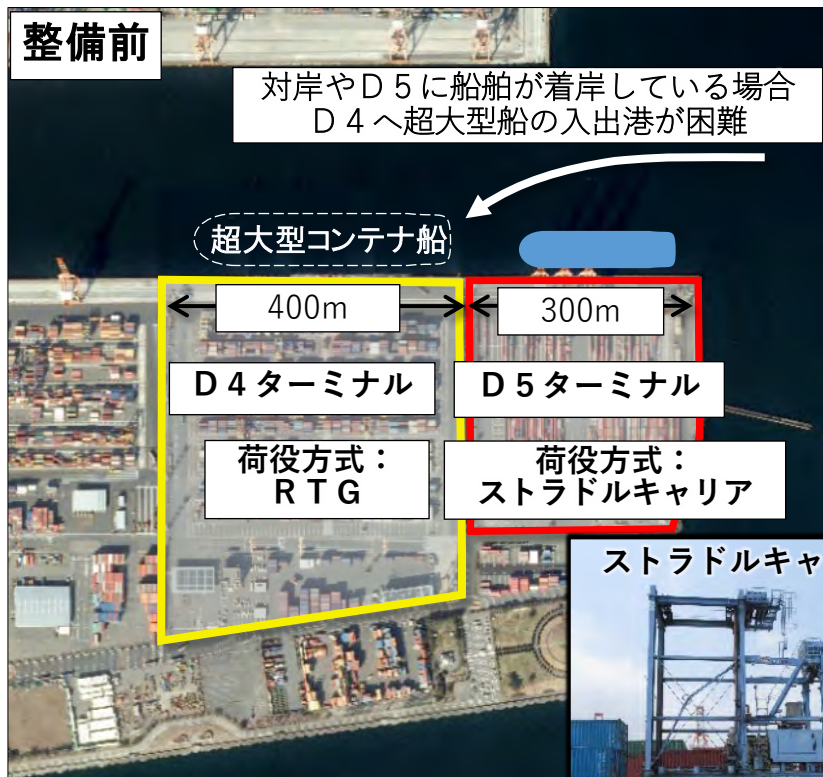 整備前
対岸やD5に船舶が着岸している場合
D4へ超大型船の入出港が困難
超大型コンテナ船
400m
300m
D4ターミナル
D5ターミナル
荷役方式：
RTG
荷役方式：
ストラドルキャリア
ストラドルキャ